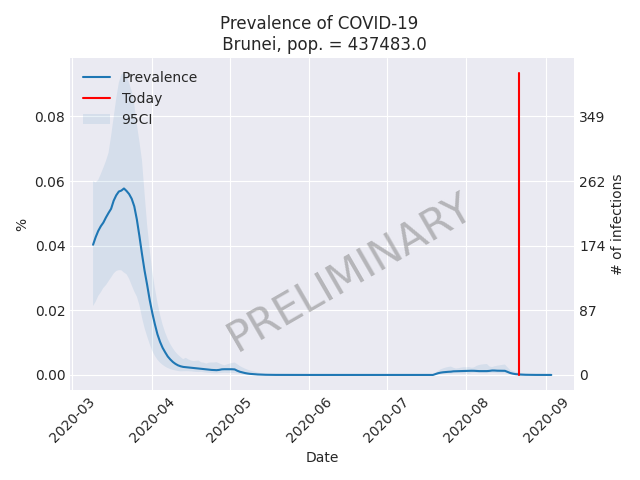 Prevalence of COVID-19
Brunei, pop. = 437483.0
Prevalence
Today
95CI
0.08
0.06
0.04
0.02
0.00
%
349
262
174
87
0
# of infections
PRELIMINARY
2020-03
2020-04
2020-05
2020-06
2020-07
2020-08
2020-09
Date